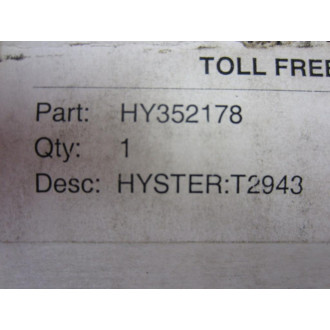 TOLL FREE
Part: HY352178
Qty: 1
Desc: HYSTER:T2943